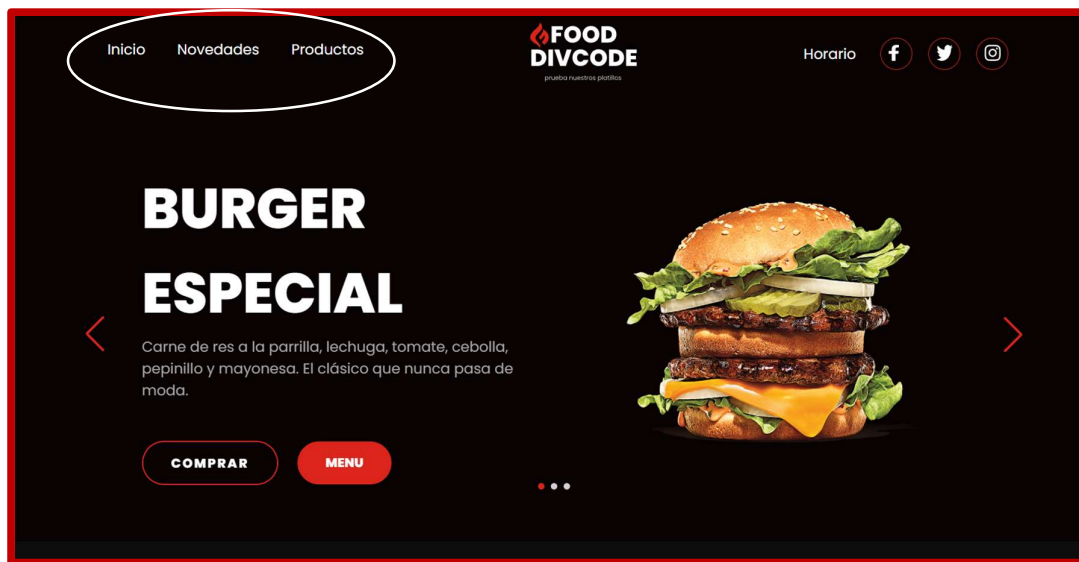 Inicio Novedades Productos
FOOD
DIVCODE
prueba nuestros platillos
Horario
BURGER
ESPECIAL
Carne de res a la parrilla, lechuga, tomate, cebolla,
pepinillo y mayonesa. El clásico que nunca pasa de
moda.
COMPRAR MENU